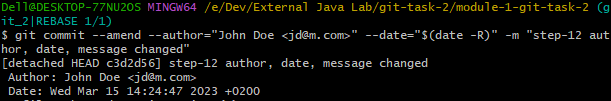 Dell@DESKTOP-77NU2OS MINGW64 /e/Dev/External Java Lab/git-task-2/module-1-git-task-2 (g
it_2|REBASE 1/1)
$ git commit --amend --author="John Doe <jd@m.com>" --date="$(date -R)" -m "step-12 aut
hor, date, message changed"
[detached HEAD c3d2d56] step-12 author, date, message changed
 Author: John Doe <jd@m.com>
 Date: Wed Mar 15 14:24:47 2023 +0200